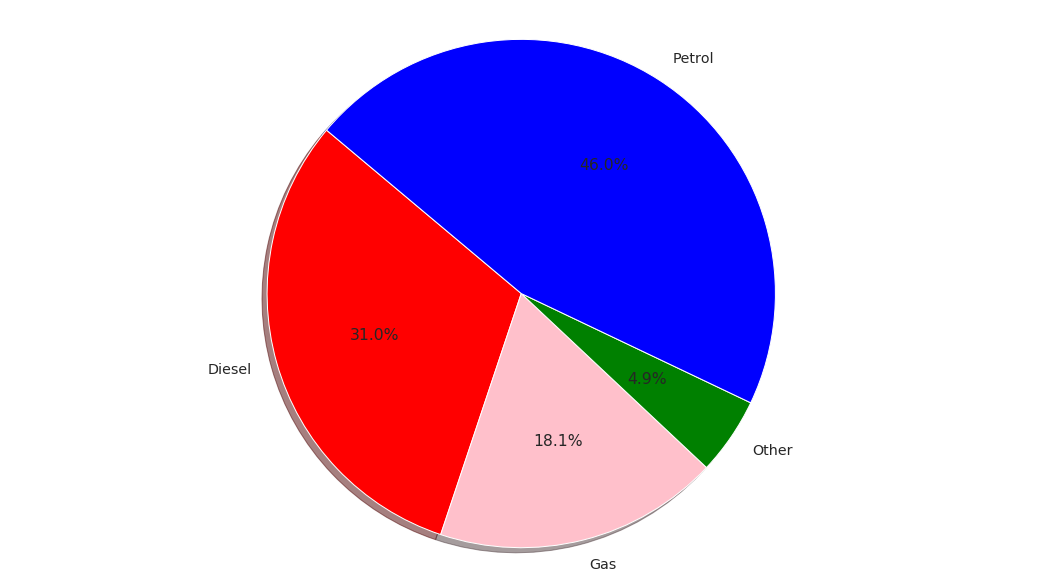 Petrol
46.0%
31.0%
Diesel
4.9%
18.1%
Other
Gas